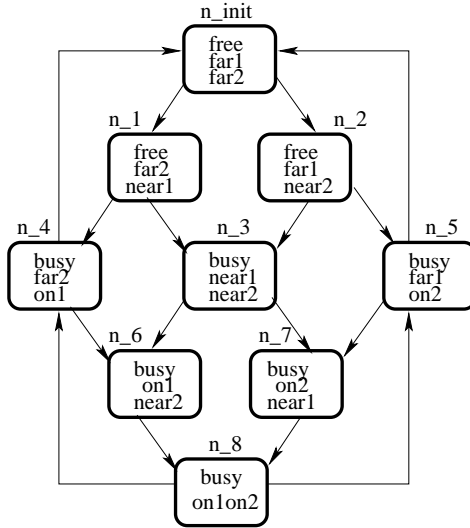 n_init
free
far1
far2
n_1
n_2
free
far2
near1
free
far1
near2
n_4
n_3
n_5
busy
far2
on1
busy
near1
near2
busy
far1
on2
n_6
n_7
busy
on1
near2
busy
on2
near1
n_8
busy
on1on2